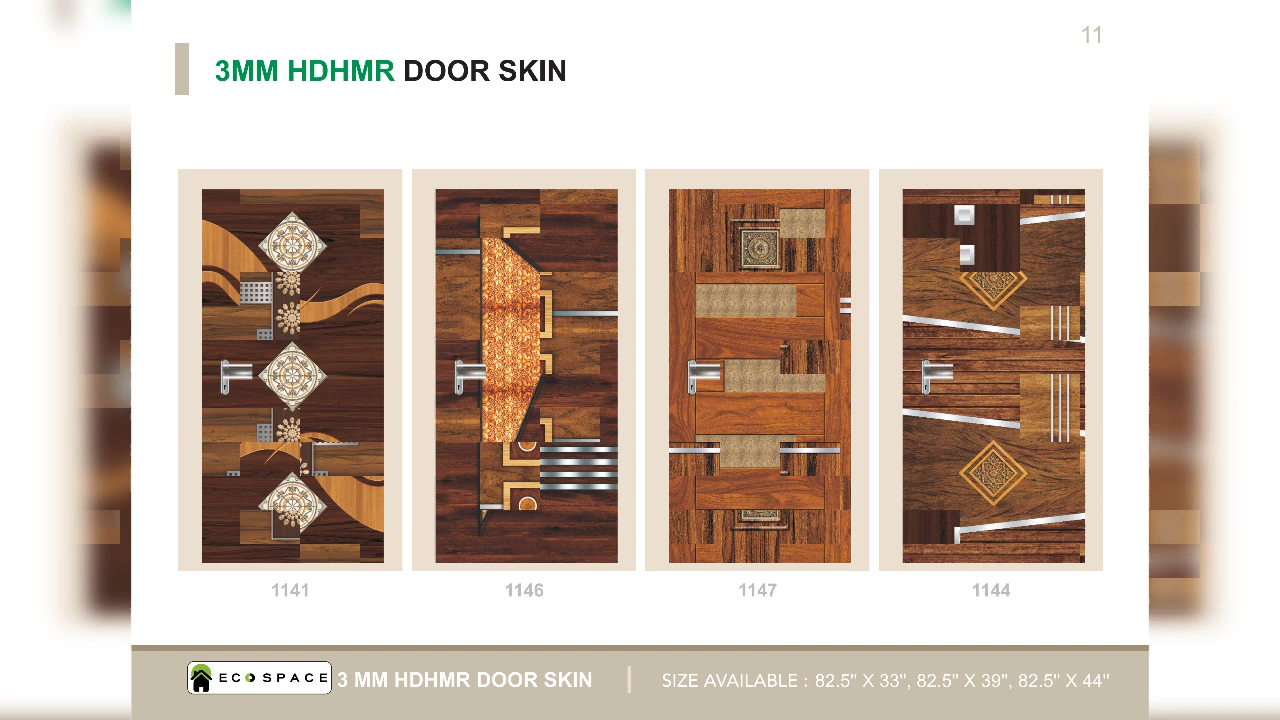 11
3MM HDHMR DOOR SKIN
1141
1146
1147
1144
ECOSPACE
3 MM HDHMR DOOR SKIN
SIZE AVAILABLE : 82.5" X 33", 82.5" X 39", 82.5" X 44"